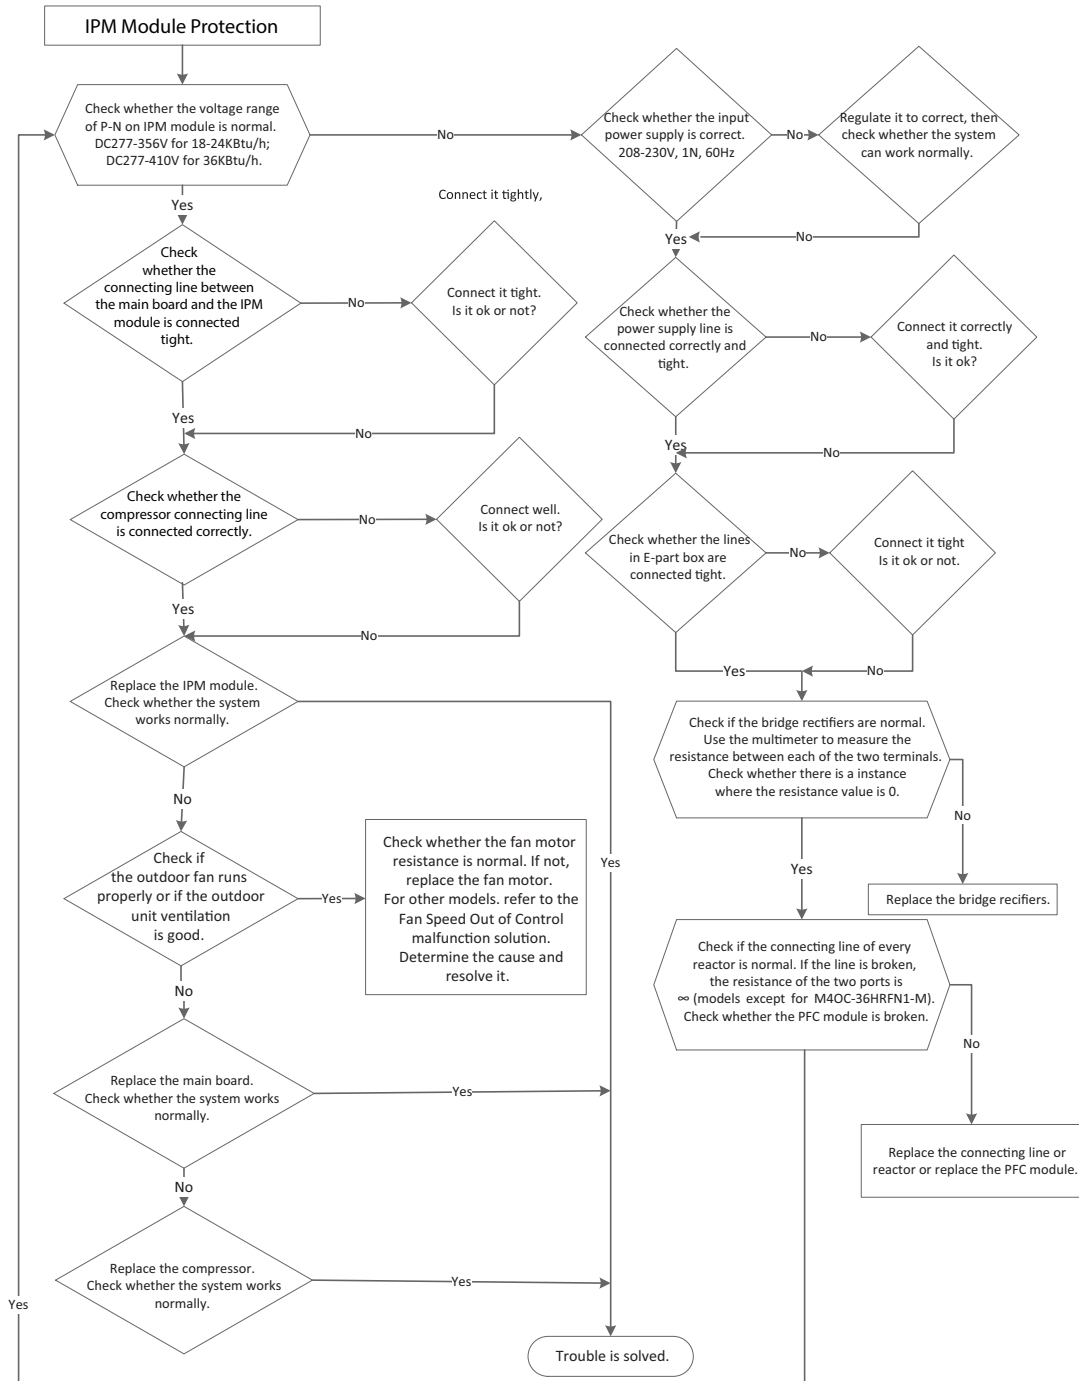 IPM Module Protection
Check whether the voltage range
of P-N on IPM module is normal.
DC277-356V for 18-24KBtu/h;
DC277-410V for 36KBtu/h.
No
Check whether the input
power supply is correct.
208-230V, 1N, 60Hz
No
Regulate it to correct, then
check whether the system
can work normally.
Yes
Connect it tightly,
Yes
No
Check
whether the
connecting line between
the main board and the IPM
module is connected
tight.
No
Connect it tight.
Is it ok or not?
Check whether the
power supply line is
connected correctly and
tight.
No
Connect it correctly
and tight.
Is it ok?
Yes
No
Yes
No
Check whether the
compressor connecting line
is connected correctly.
No
Connect well.
Is it ok or not?
Check whether the lines
in E-part box are
connected tight.
No
Connect it tight
Is it ok or not.
Yes
No
Yes
No
Replace the IPM module.
Check whether the system
works normally.
Check if the bridge rectifiers are normal.
Use the multimeter to measure the
resistance between each of the two terminals.
Check whether there is a instance
where the resistance value is 0.
No
No
Yes
Yes
Check if
the outdoor fan runs
properly or if the outdoor
unit ventilation
is good.
Yes
Check whether the fan motor
resistance is normal. If not,
replace the fan motor.
For other models. refer to the
Fan Speed Out of Control
malfunction solution.
Determine the cause and
resolve it.
Replace the bridge recifiers.
Check if the connecting line of every
reactor is normal. If the line is broken,
the resistance of the two ports is
∞ (models except for M4OC-36HRFN1-M).
Check whether the PFC module is broken.
No
No
Replace the main board.
Check whether the system works
normally.
Yes
Replace the connecting line or
reactor or replace the PFC module.
No
Replace the compressor.
Check whether the system works
normally.
Yes
Yes
Trouble is solved.